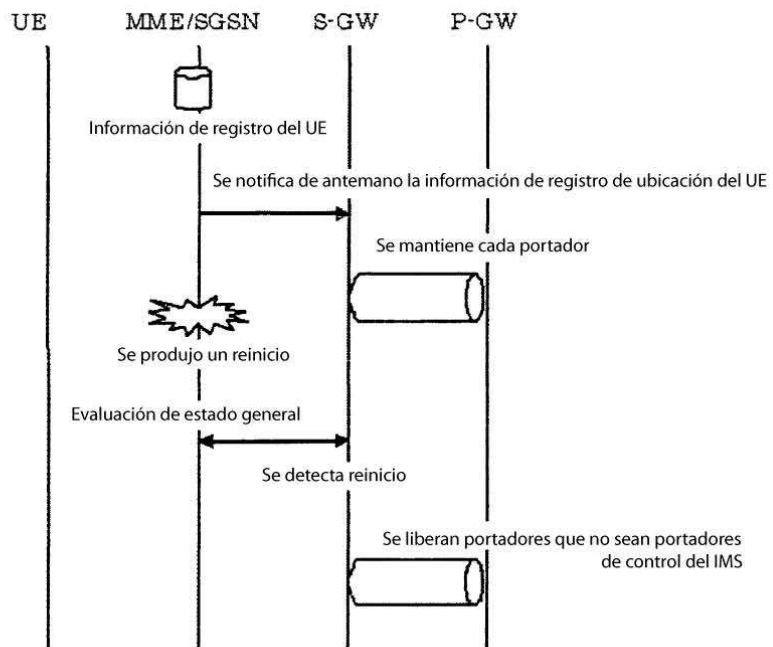 UE MME/SGSN S-GW P-GW
Información de registro del UE
Se notifica de antemano la información de registro de ubicación del UE
Se mantiene cada portador
Se produjo un reinicio
Evaluación de estado general
Se detecta reinicio
Se liberan portadores que no sean portadores
de control del IMS